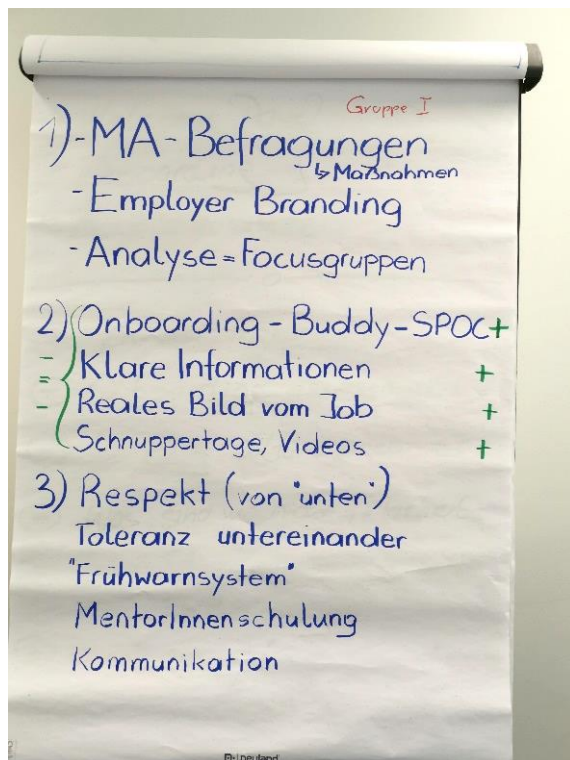 Gruppe I
1) - MA - Befragungen
↳ Maßnahmen
- Employer Branding
- Analyse = Focusgruppen
2) Onboarding - Buddy - SPOC +
Klare Informationen +
Reales Bild vom Job +
Schnuppertage, Videos +
3) Respekt (von "unten")
Toleranz untereinander
"Frühwarnsystem"
MentorInnenschulung
Kommunikation
neuland